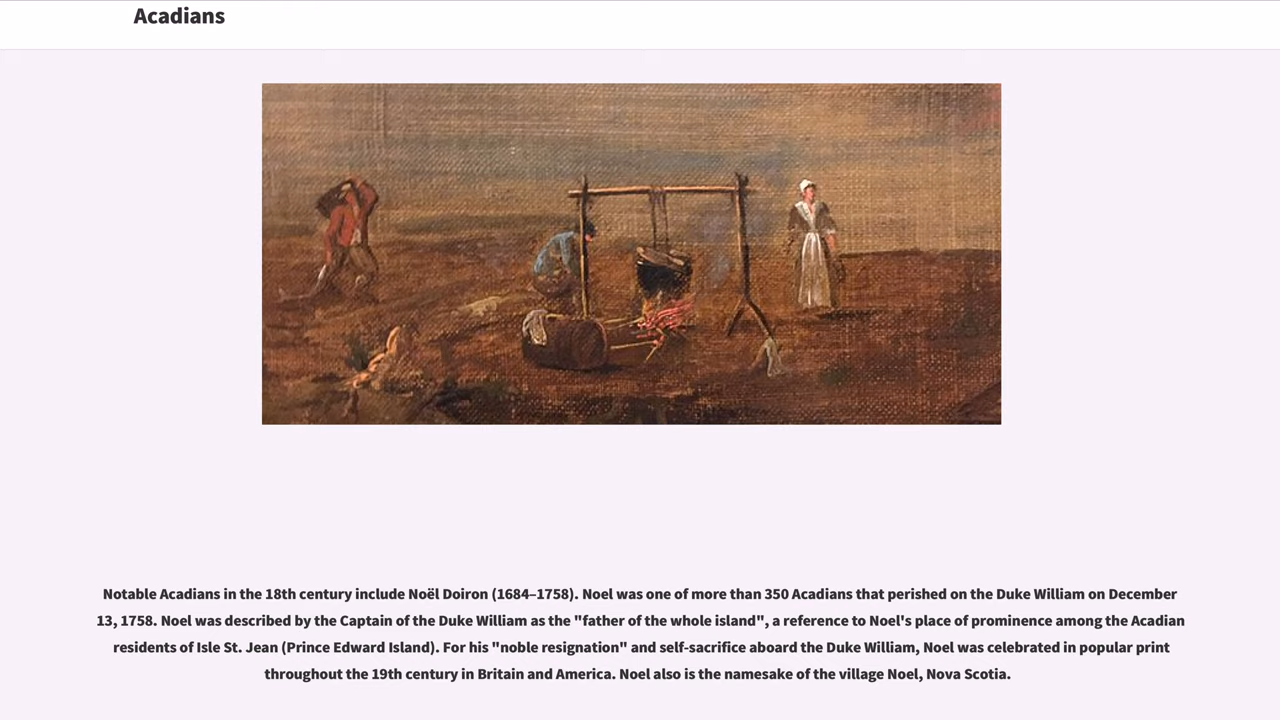 Acadians
Notable Acadians in the 18th century include Noël Doiron (1684–1758). Noel was one of more than 350 Acadians that perished on the Duke William on December
13, 1758. Noel was described by the Captain of the Duke William as the "father of the whole island", a reference to Noel's place of prominence among the Acadian
residents of Isle St. Jean (Prince Edward Island). For his "noble resignation" and self-sacrifice aboard the Duke William, Noel was celebrated in popular print
throughout the 19th century in Britain and America. Noel also is the namesake of the village Noel, Nova Scotia.